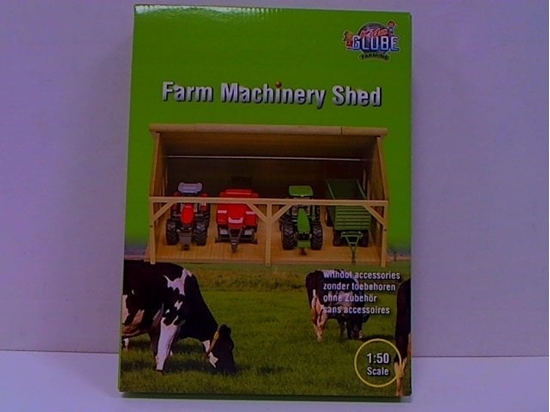 Kids
GLOBE
FARMING
Farm Machinery Shed
without accessories
zonder toebehoren
ohne Zubehör
sans accessoires
1:50
Scale